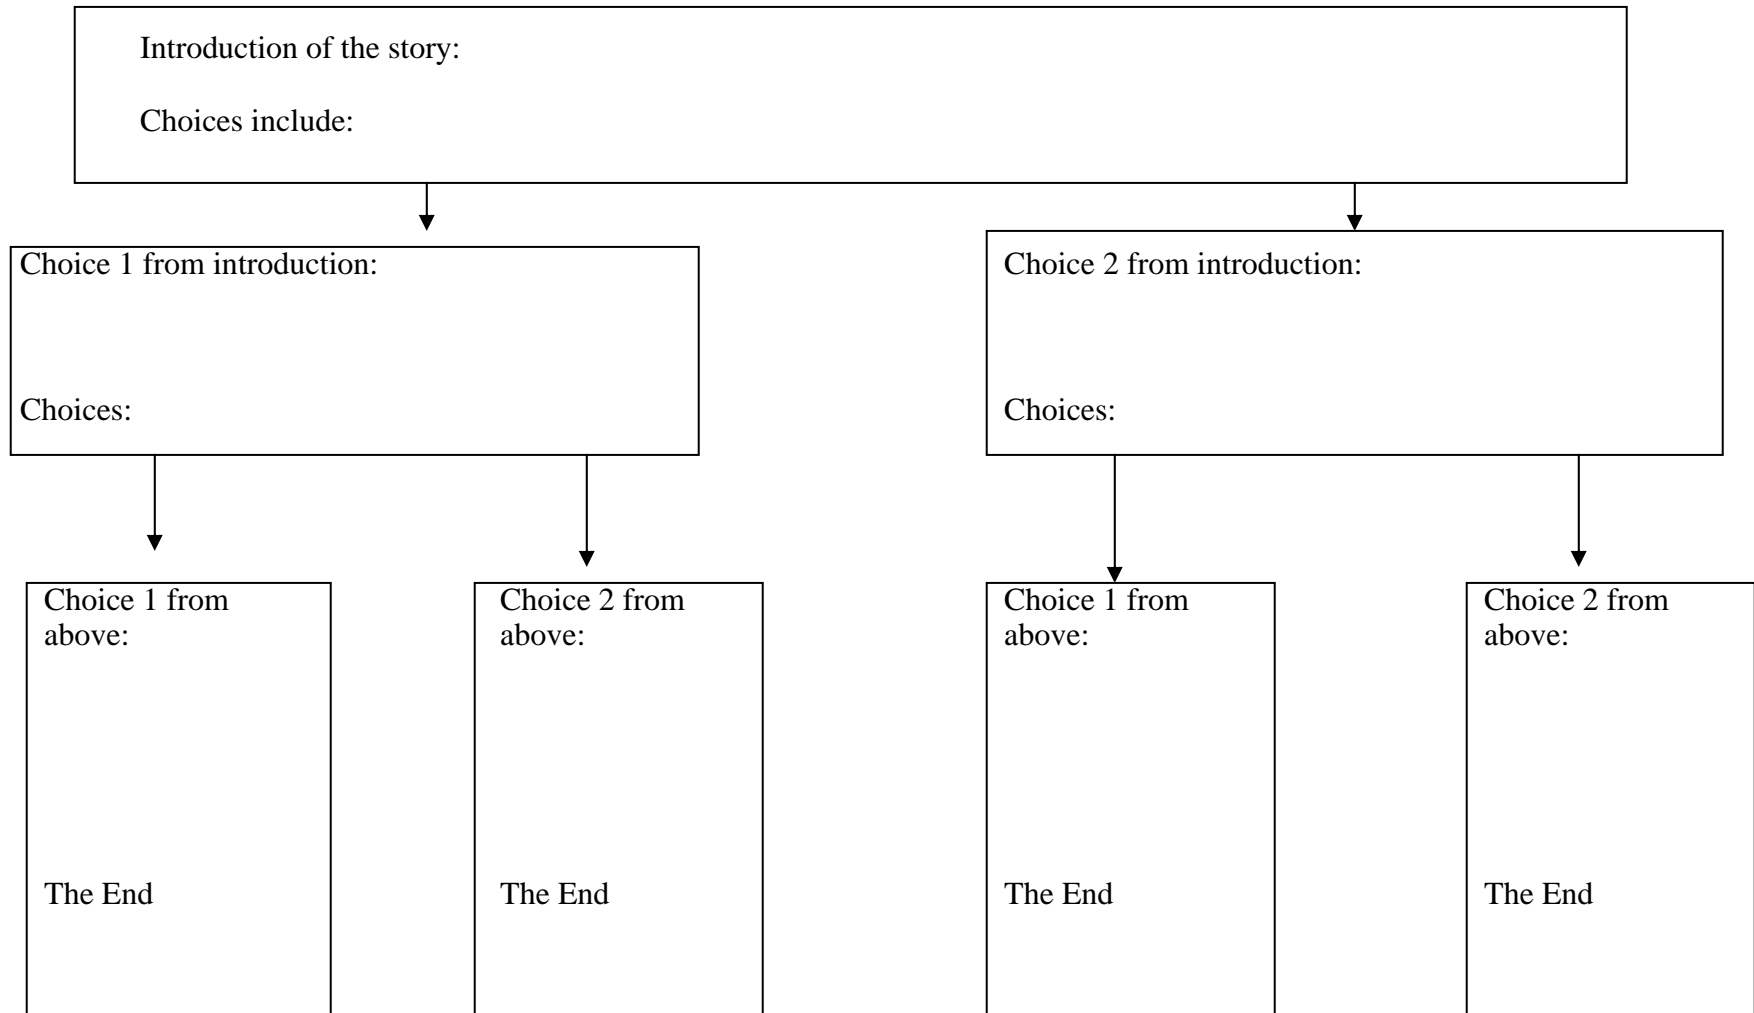 Introduction of the story:
Choices include:
Choice 1 from introduction:
Choices:
Choice 2 from introduction:
Choices:
Choice 1 from
above:
The End
Choice 2 from
above:
The End
Choice 1 from
above:
The End
Choice 2 from
above:
The End